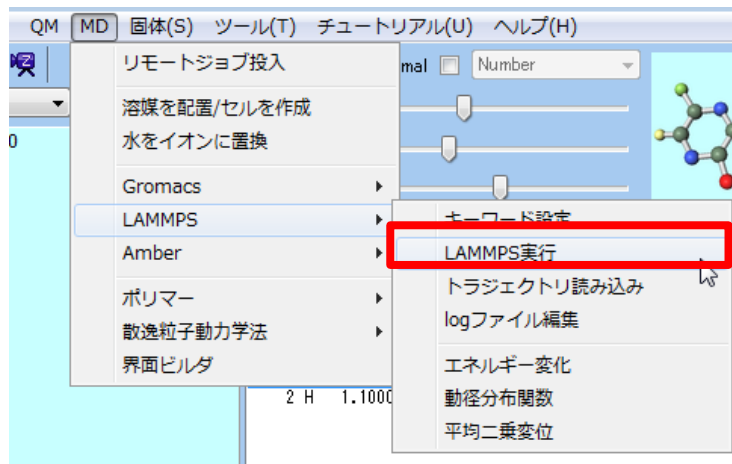 QM MD 固体(S) ツール(T) チュートリアル(U) ヘルプ(H)
リモートジョブ投入
mal Number
溶媒を配置/セルを作成
0
水をイオンに置換
Gromacs
LAMMPS
キーワード設定
Amber
LAMMPS実行
トラジェクトリ読み込み
ポリマー
logファイル編集
散逸粒子動力学法
界面ビルダ
エネルギー変化
2 H 1.1000
動径分布関数
平均二乗変位